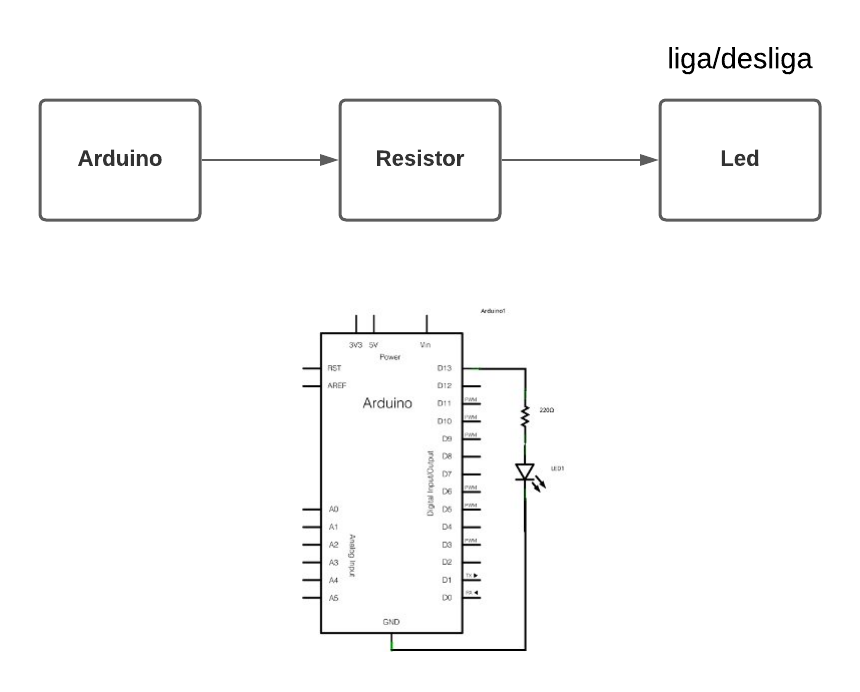 liga/desliga
Arduino
Resistor
Led
Arduino1
3V3 5V Vin
Power
RST
AREF
Arduino
D13
D12
D11 PWM
D10 PWM
D9 PWM
D8
D7
D6 PWM
D5 PWM
D4
D3 PWM
D2
D1 TX
D0 RX
Digital Input/Output
220Ω
LED1
A0
A1
A2
A3
A4
A5
Analog Input
GND